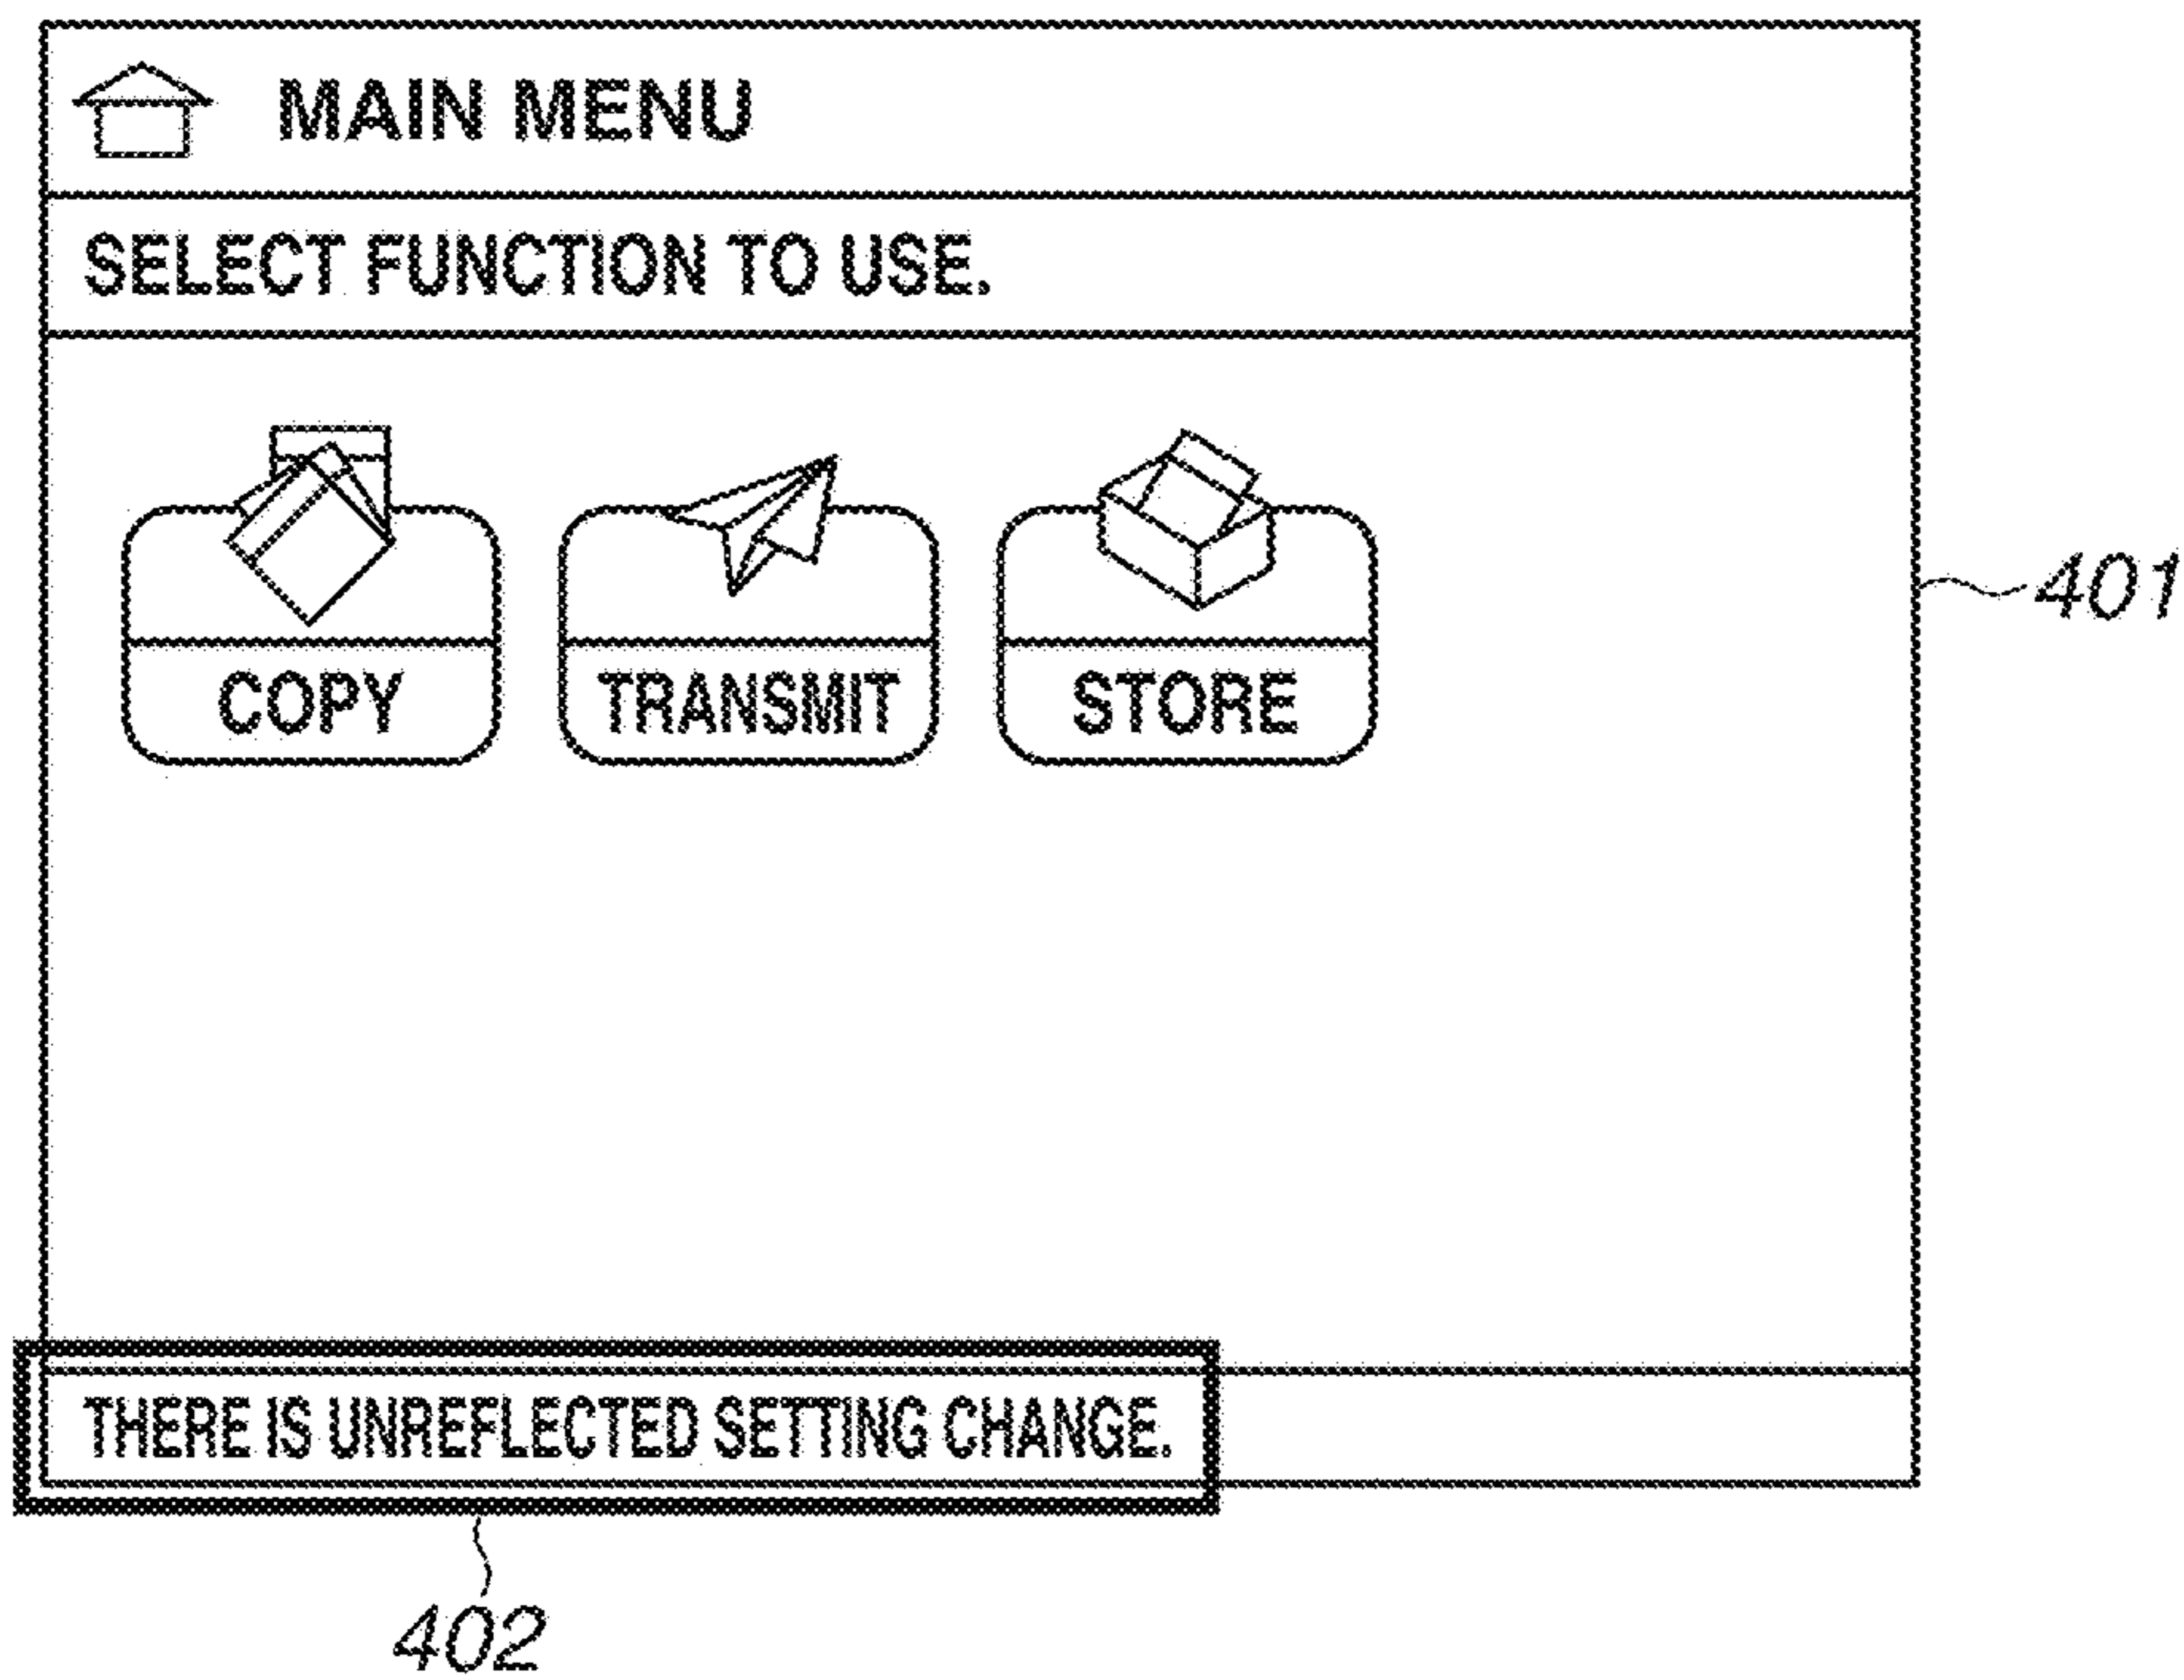 MAIN MENU
SELECT FUNCTION TO USE.
COPY
TRANSMIT
STORE
401
THERE IS UNREFLECTED SETTING CHANGE.
402